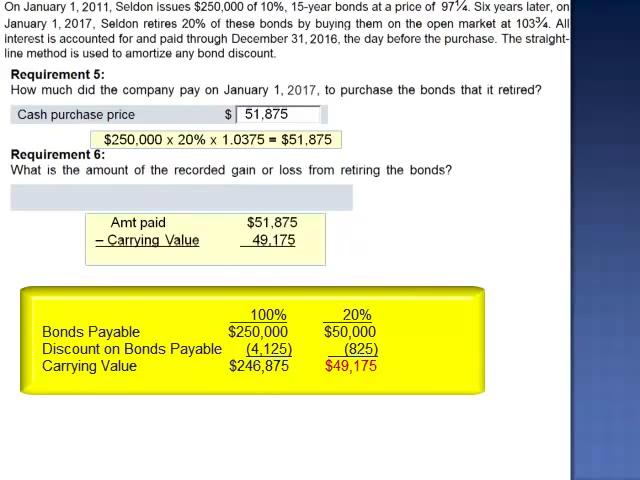 On January 1, 2011, Seldon issues $250,000 of 10%, 15-year bonds at a price of 97¼. Six years later, on
January 1, 2017, Seldon retires 20% of these bonds by buying them on the open market at 103¾. All
interest is accounted for and paid through December 31, 2016, the day before the purchase. The straight-
line method is used to amortize any bond discount.
Requirement 5:
How much did the company pay on January 1, 2017, to purchase the bonds that it retired?
Cash purchase price $ 51,875
$250,000 x 20% x 1.0375 = $51,875
Requirement 6:
What is the amount of the recorded gain or loss from retiring the bonds?
Amt paid $51,875
– Carrying Value 49,175
100% 20%
Bonds Payable $250,000 $50,000
Discount on Bonds Payable (4,125) (825)
Carrying Value $246,875 $49,175